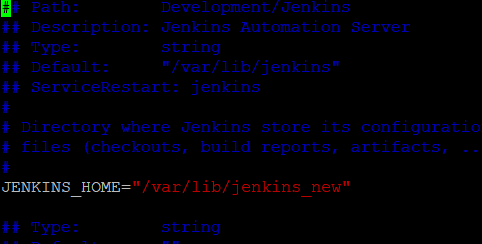 ## Path:        Development/Jenkins
## Description: Jenkins Automation Server
## Type:        string
## Default:     "/var/lib/jenkins"
## ServiceRestart: jenkins
#
# Directory where Jenkins store its configuratio
# files (checkouts, build reports, artifacts, ..
#
JENKINS_HOME="/var/lib/jenkins_new"
## Type:        string